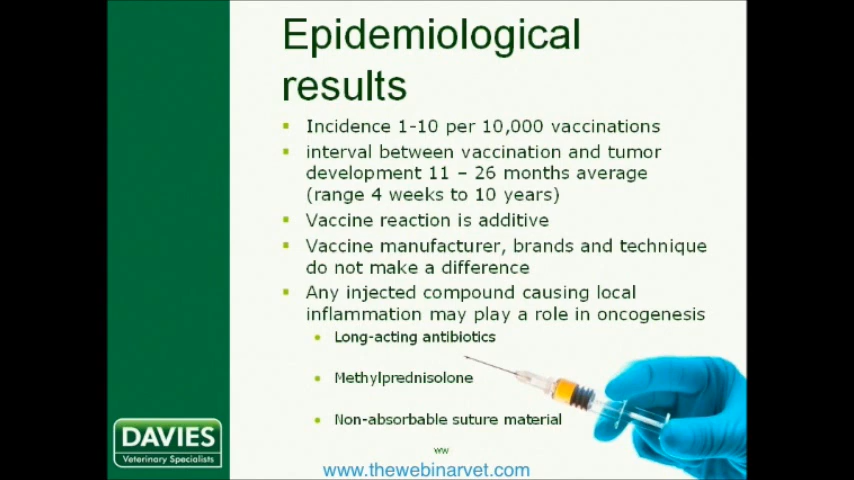 Epidemiological
results
Incidence 1-10 per 10,000 vaccinations
interval between vaccination and tumor
development 11 – 26 months average
(range 4 weeks to 10 years)
Vaccine reaction is additive
Vaccine manufacturer, brands and technique
do not make a difference
Any injected compound causing local
inflammation may play a role in oncogenesis
Long-acting antibiotics
Methylprednisolone
Non-absorbable suture material
DAVIES
Veterinary Specialists
ww
www.thewebinarvet.com